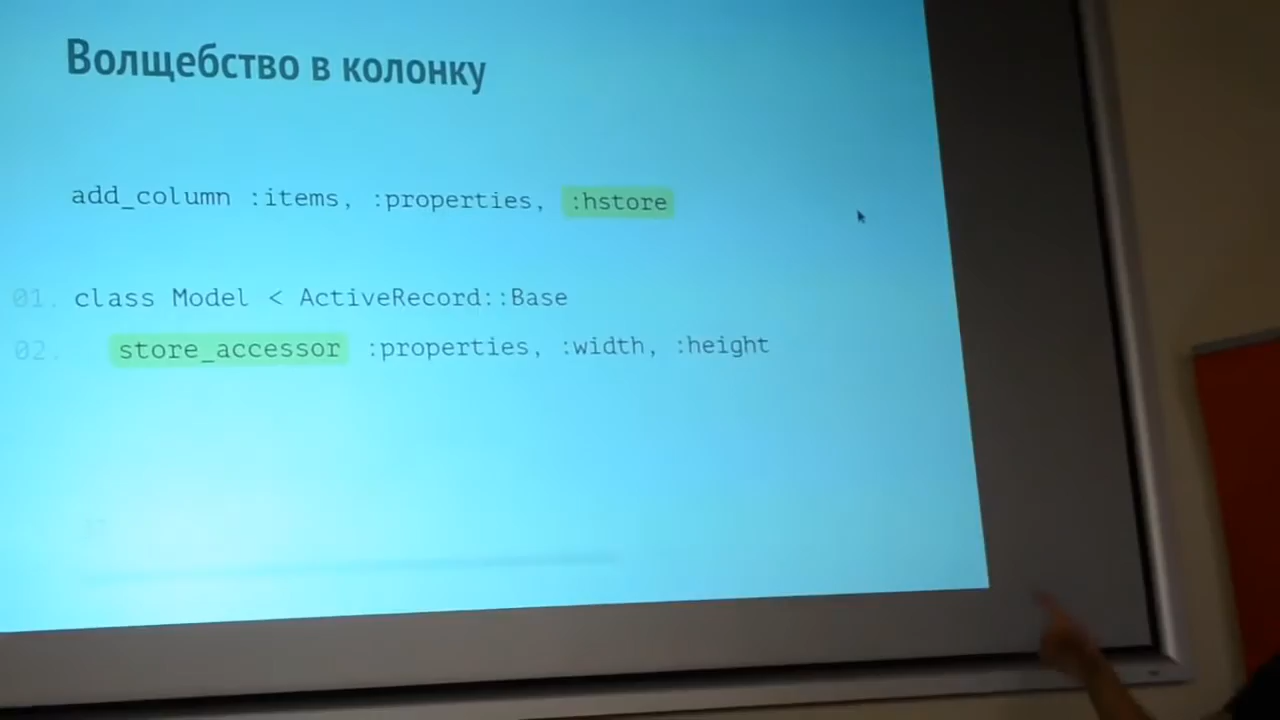 Волщебство в колонку
add_column :items, :properties, :hstore
01. class Model < ActiveRecord::Base
02. store_accessor :properties, :width, :height